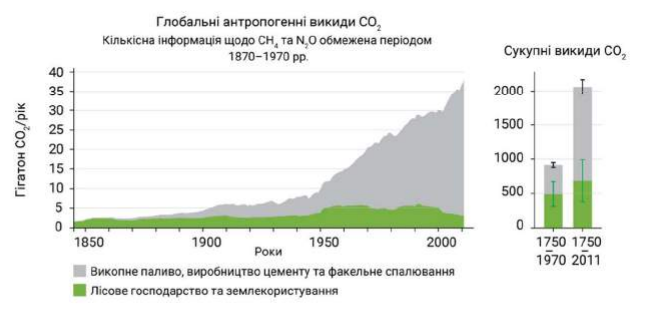 Глобальні антропогенні викиди CO₂
Кількісна інформація щодо CH₄ та N₂O обмежена періодом
1870–1970 рр.
Гігатон CO₂/рік
40
35
30
25
20
15
10
5
0
1850
1900
1950
2000
Роки
Викопне паливо, виробництво цементу та факельне спалювання
Лісове господарство та землекористування
Сукупні викиди CO₂
2000
1500
1000
500
0
1750 1750
1970 2011